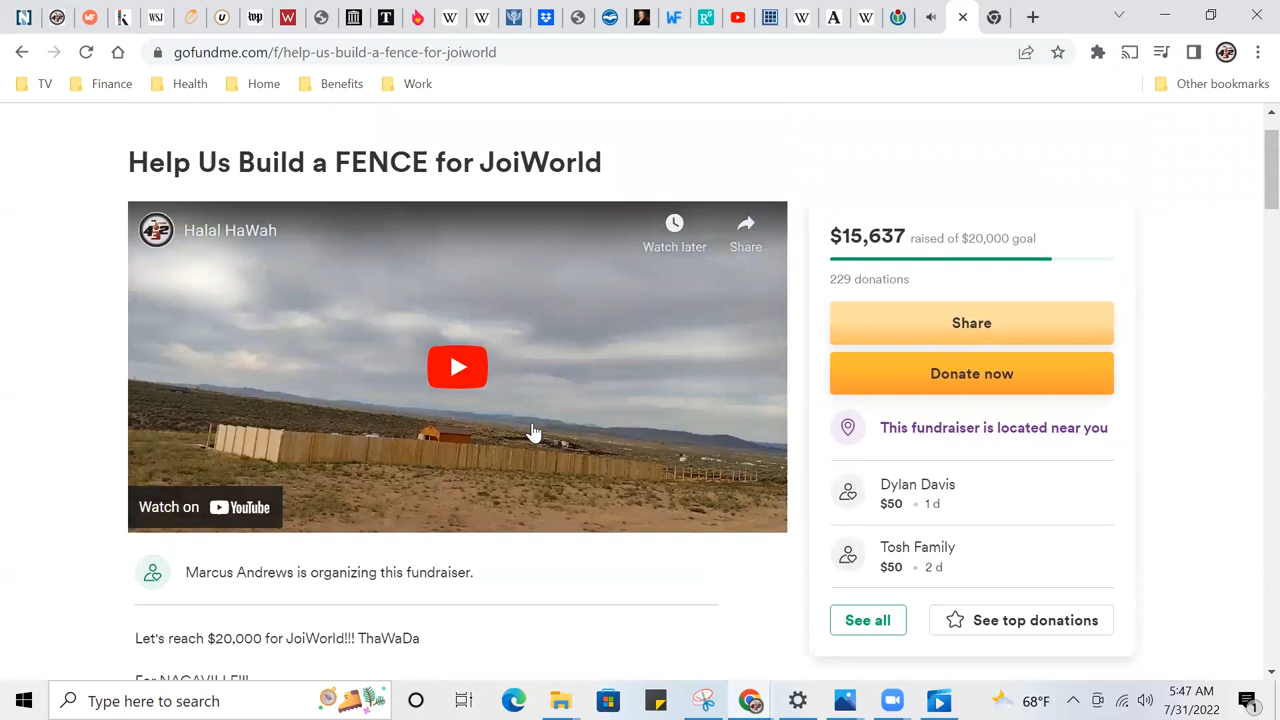 gofundme.com/f/help-us-build-a-fence-for-joiworld
TV
Finance
Health
Home
Benefits
Work
Other bookmarks
Help Us Build a FENCE for JoiWorld
Halal HaWah
Watch later
Share
Watch on YouTube
Marcus Andrews is organizing this fundraiser.
Let's reach $20,000 for JoiWorld!!! ThaWaDa
$15,637 raised of $20,000 goal
229 donations
Share
Donate now
This fundraiser is located near you
Dylan Davis
$50 • 1 d
Tosh Family
$50 • 2 d
See all
See top donations
Type here to search
68°F
5:47 AM
7/31/2022
1